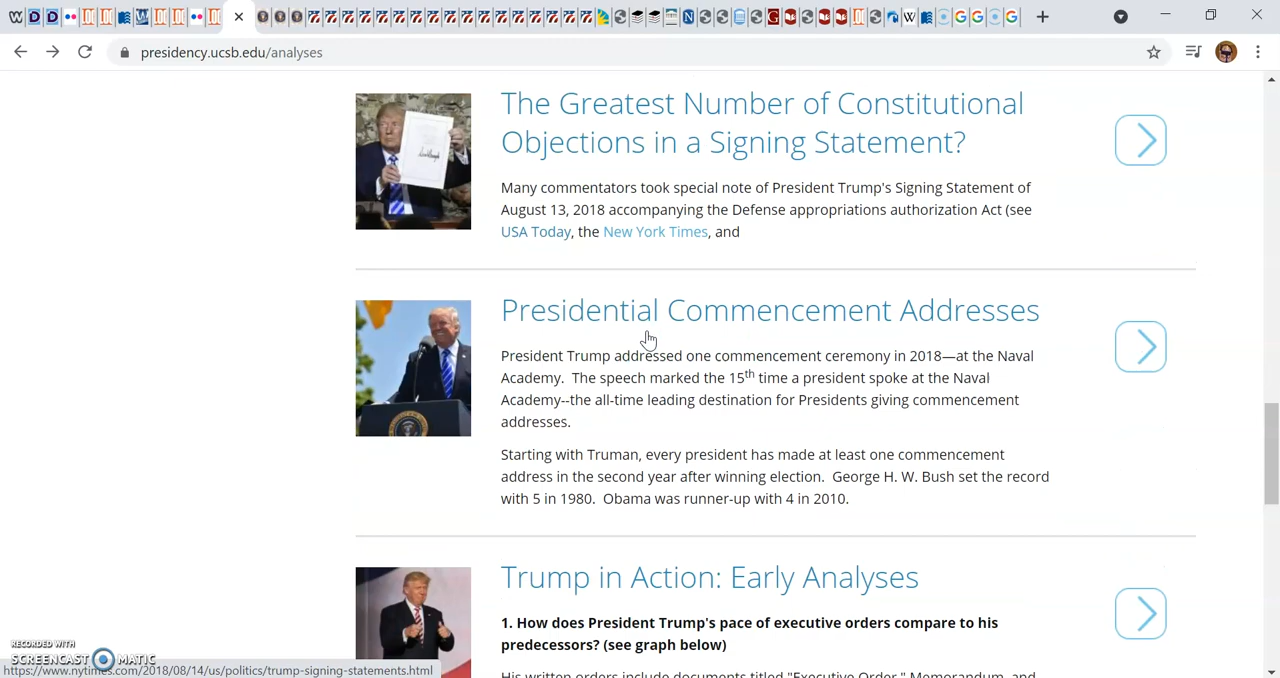 presidency.ucsb.edu/analyses
The Greatest Number of Constitutional
Objections in a Signing Statement?
Many commentators took special note of President Trump's Signing Statement of
August 13, 2018 accompanying the Defense appropriations authorization Act (see
USA Today, the New York Times, and
Presidential Commencement Addresses
President Trump addressed one commencement ceremony in 2018—at the Naval
Academy. The speech marked the 15th time a president spoke at the Naval
Academy--the all-time leading destination for Presidents giving commencement
addresses.
Starting with Truman, every president has made at least one commencement
address in the second year after winning election. George H. W. Bush set the record
with 5 in 1980. Obama was runner-up with 4 in 2010.
Trump in Action: Early Analyses
1. How does President Trump's pace of executive orders compare to his
predecessors? (see graph below)
His written orders include documents titled "Executive Order," Memorandum, and
RECORDED WITH
SCREENCAST MATIC
https://www.nytimes.com/2018/08/14/us/politics/trump-signing-statements.html